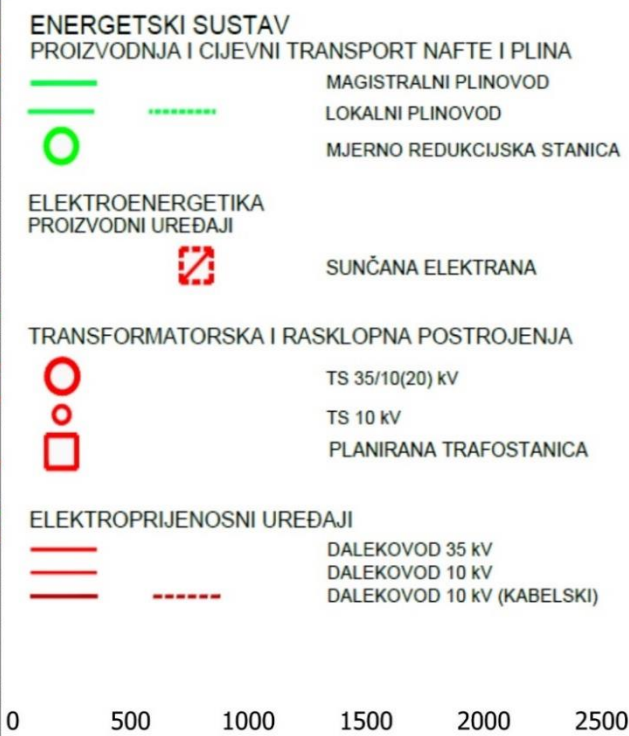 ENERGETSKI SUSTAV
PROIZVODNJA I CIJEVNI TRANSPORT NAFTE I PLINA
MAGISTRALNI PLINOVOD
LOKALNI PLINOVOD
MJERNO REDUKCIJSKA STANICA
ELEKTROENERGETIKA
PROIZVODNI UREĐAJI
SUNČANA ELEKTRANA
TRANSFORMATORSKA I RASKLOPNA POSTROJENJA
TS 35/10(20) kV
TS 10 kV
PLANIRANA TRAFOSTANICA
ELEKTROPRIJENOSNI UREĐAJI
DALEKOVOD 35 kV
DALEKOVOD 10 kV
DALEKOVOD 10 kV (KABELSKI)
0 500 1000 1500 2000 2500